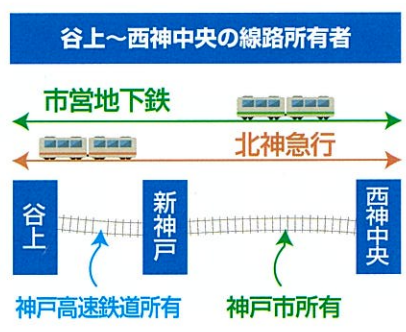 谷上～西神中央の線路所有者
市営地下鉄
北神急行
谷上
新神戸
西神中央
神戸高速鉄道所有
神戸市所有